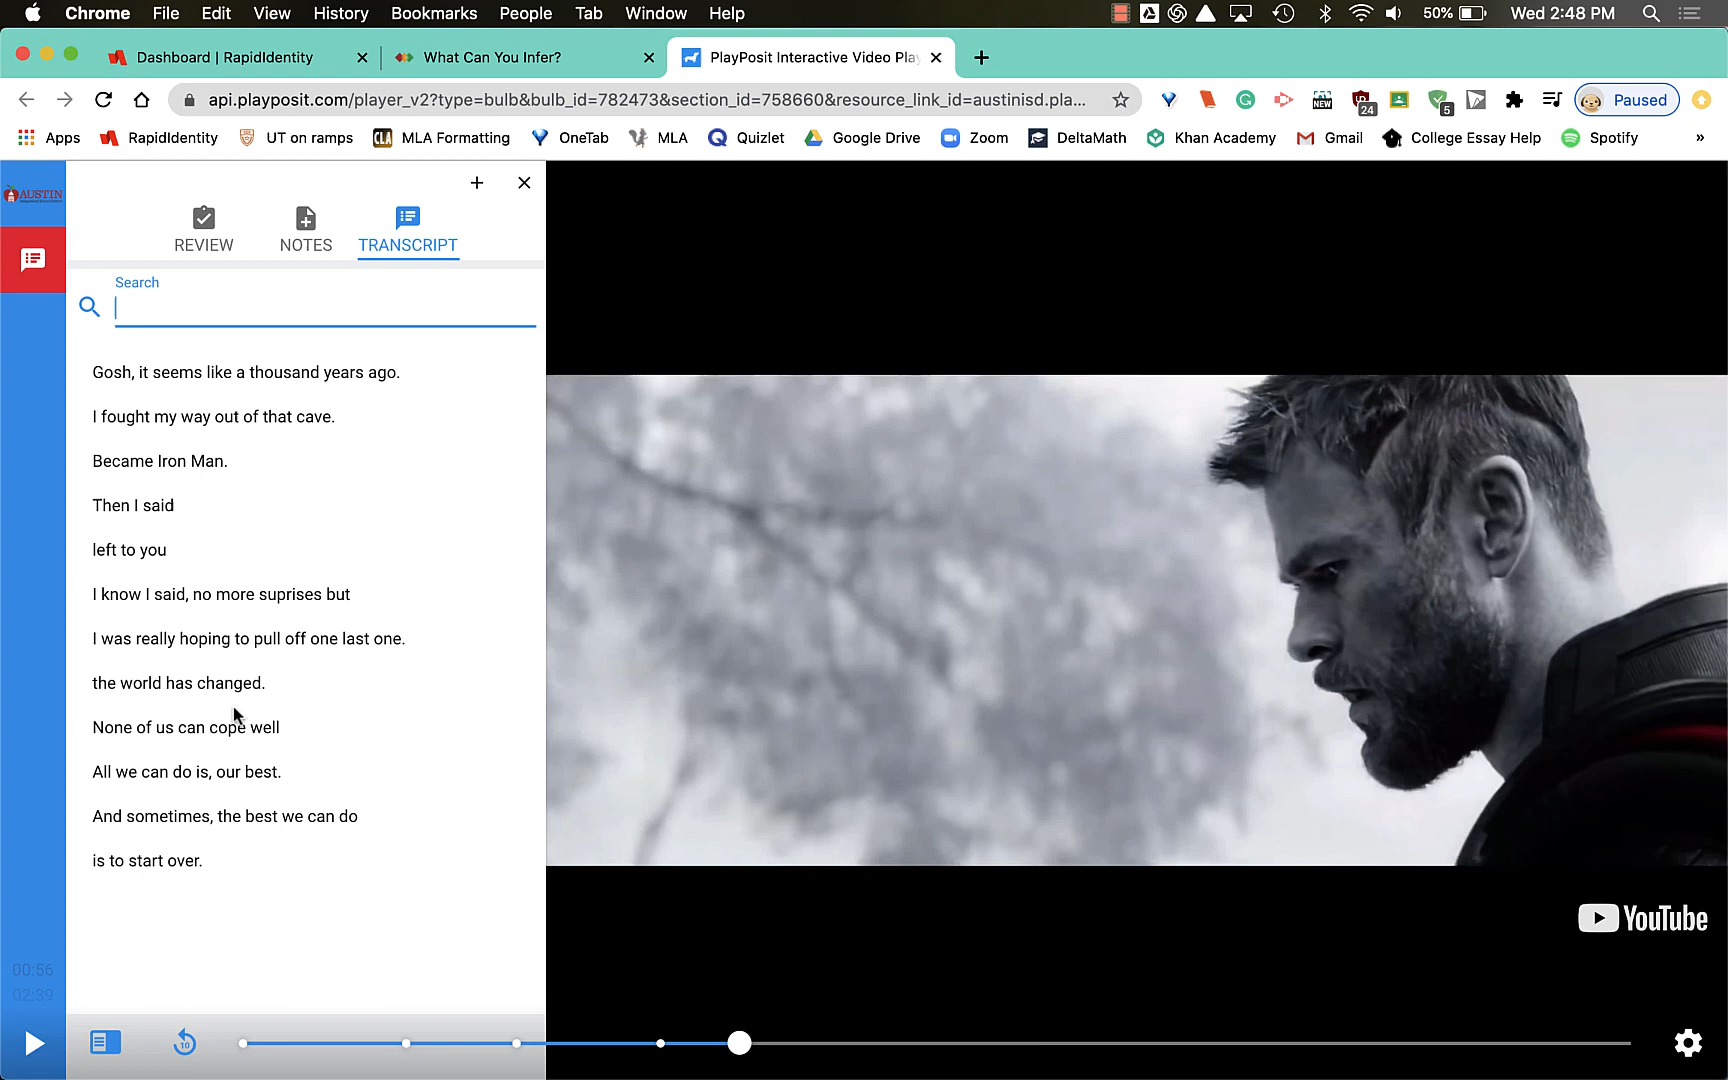 Chrome File Edit View History Bookmarks People Tab Window Help 50% Wed 2:48 PM
Dashboard | RapidIdentity What Can You Infer? PlayPosit Interactive Video Play
api.playposit.com/player_v2?type=bulb&bulb_id=782473&section_id=758660&resource_link_id=austinisd.pla... NEW 24 5 Paused
Apps RapidIdentity UT on ramps CLA MLA Formatting OneTab MLA Quizlet Google Drive Zoom DeltaMath Khan Academy Gmail College Essay Help Spotify »
AUSTIN
REVIEW NOTES TRANSCRIPT
Search
Gosh, it seems like a thousand years ago.
I fought my way out of that cave.
Became Iron Man.
Then I said
left to you
I know I said, no more suprises but
I was really hoping to pull off one last one.
the world has changed.
None of us can cope well
All we can do is, our best.
And sometimes, the best we can do
is to start over.
YouTube
00:56
02:39
10